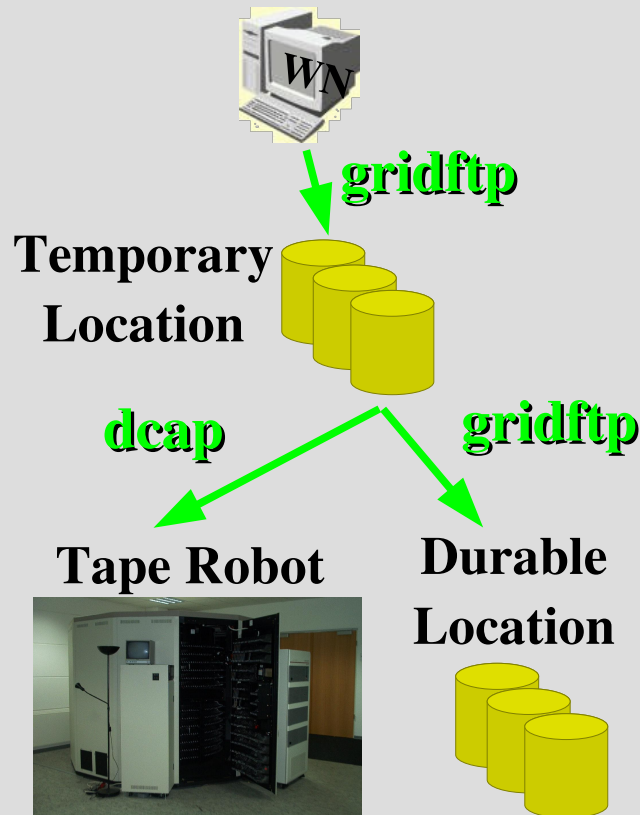 WN
gridftp
Temporary
Location
dcap
gridftp
Tape Robot
Durable
Location